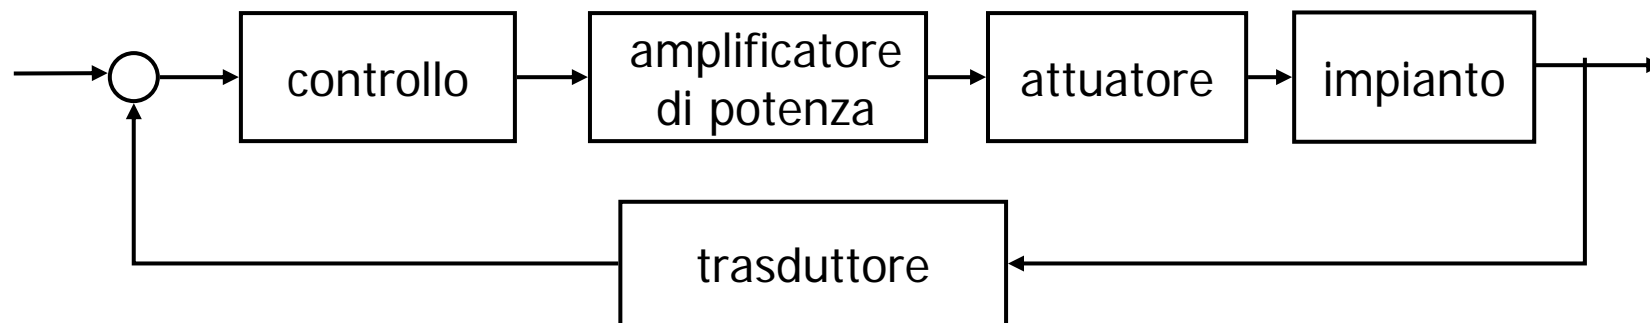 controllo
amplificatore
di potenza
attuatore
impianto
trasduttore